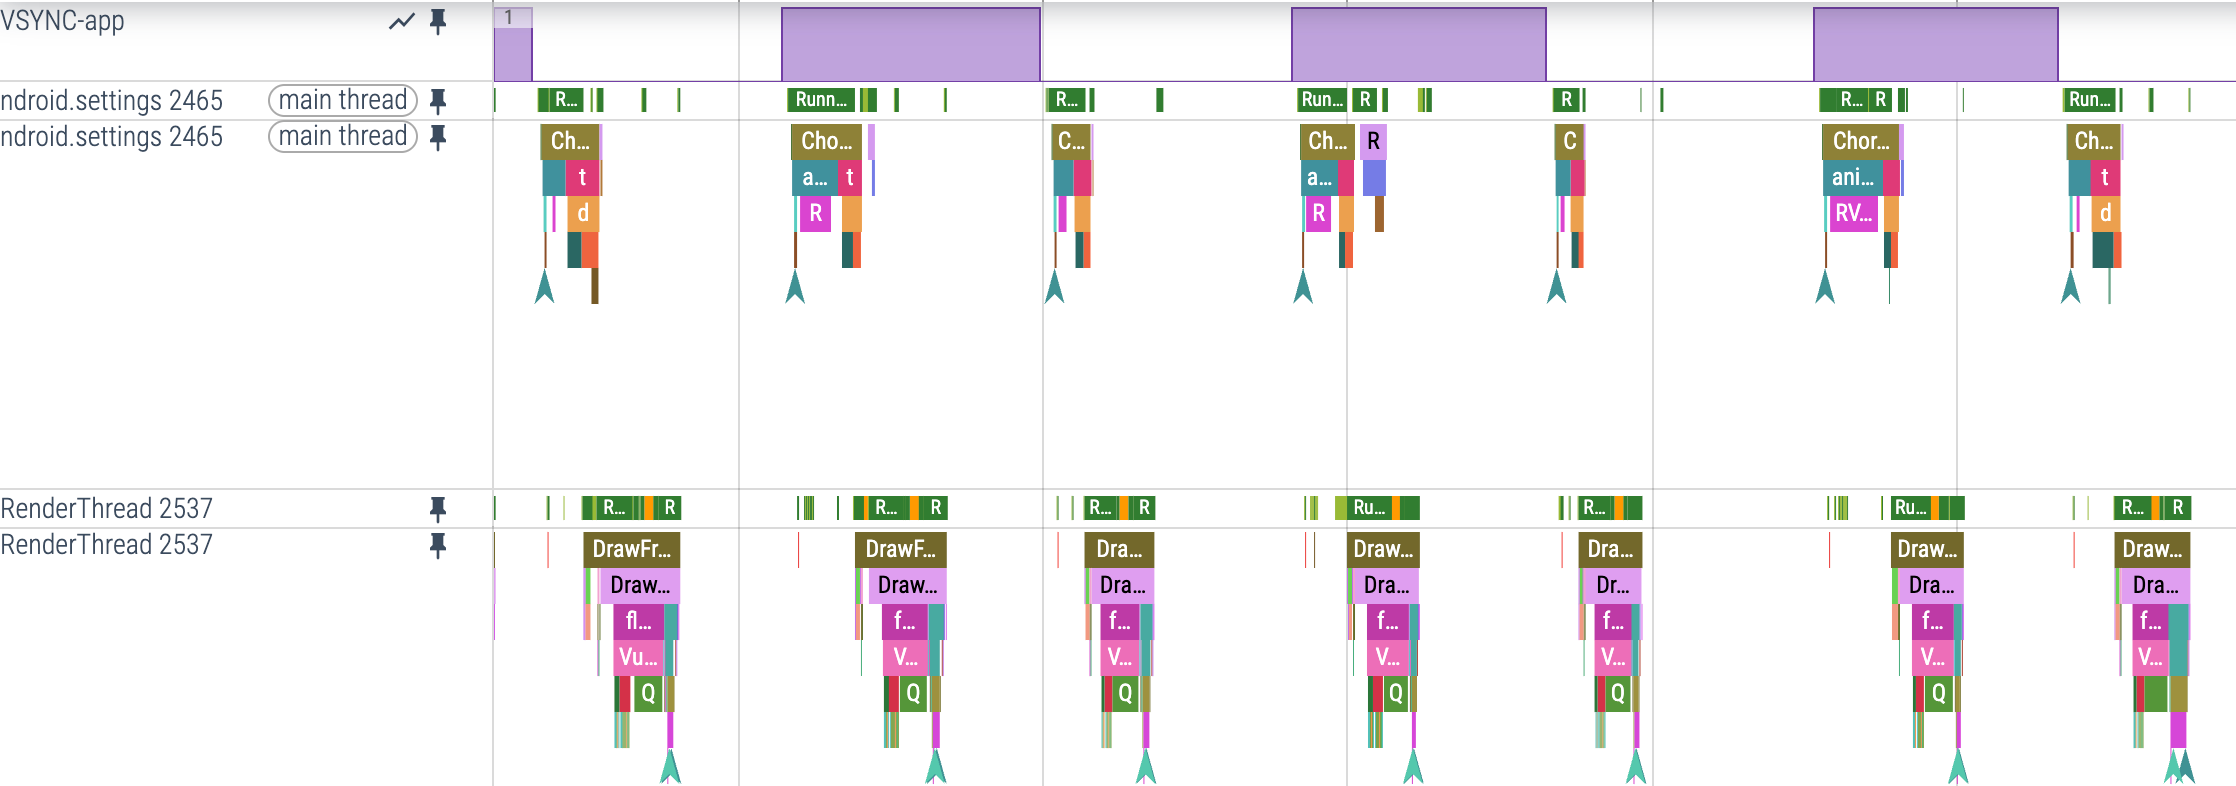 VSYNC-app 1
ndroid.settings 2465 main thread R... Runn... R... Run... R R R... R Run...
ndroid.settings 2465 main thread Ch... Cho... C... Ch... R C Chor... Ch...
t a... t a... ani... t
d R R RV... d
RenderThread 2537 R... R R... R R... R Ru... R... Ru... R... R
RenderThread 2537 DrawFr... DrawF... Dra... Draw... Dra... Draw... Draw...
Draw... Draw... Dra... Dra... Dr... Dra... Dra...
fl... f... f... f... f... f... f...
Vu... V... V... V... V... V... V...
Q Q Q Q Q Q